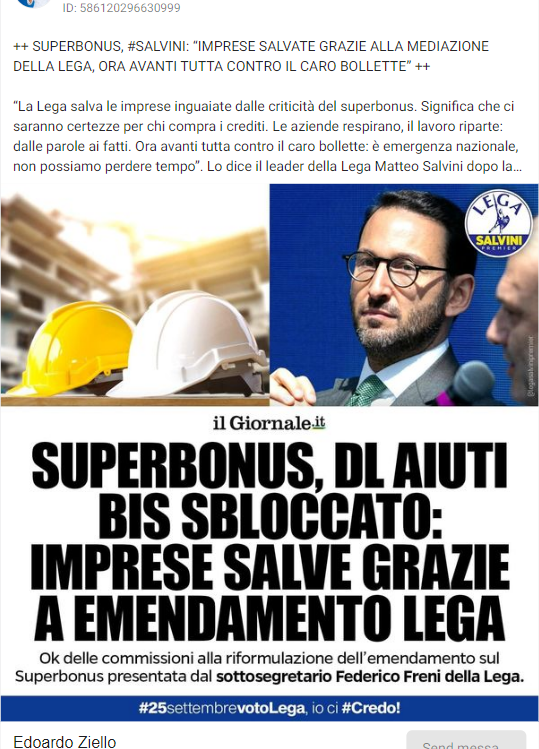 ID: 586120296630999
++ SUPERBONUS, #SALVINI: “IMPRESE SALVATE GRAZIE ALLA MEDIAZIONE
DELLA LEGA, ORA AVANTI TUTTA CONTRO IL CARO BOLLETTE” ++
“La Lega salva le imprese inguaiate dalle criticità del superbonus. Significa che ci
saranno certezze per chi compra i crediti. Le aziende respirano, il lavoro riparte:
dalle parole ai fatti. Ora avanti tutta contro il caro bollette: è emergenza nazionale,
non possiamo perdere tempo”. Lo dice il leader della Lega Matteo Salvini dopo la...
LEGA
SALVINI
PREMIER
@legasalvinipremier
il Giornale.it
SUPERBONUS, DL AIUTI
BIS SBLOCCATO:
IMPRESE SALVE GRAZIE
A EMENDAMENTO LEGA
Ok delle commissioni alla riformulazione dell'emendamento sul
Superbonus presentata dal sottosegretario Federico Freni della Lega.
#25settembrevotoLega, io ci #Credo!
Edoardo Ziello
Send messa...